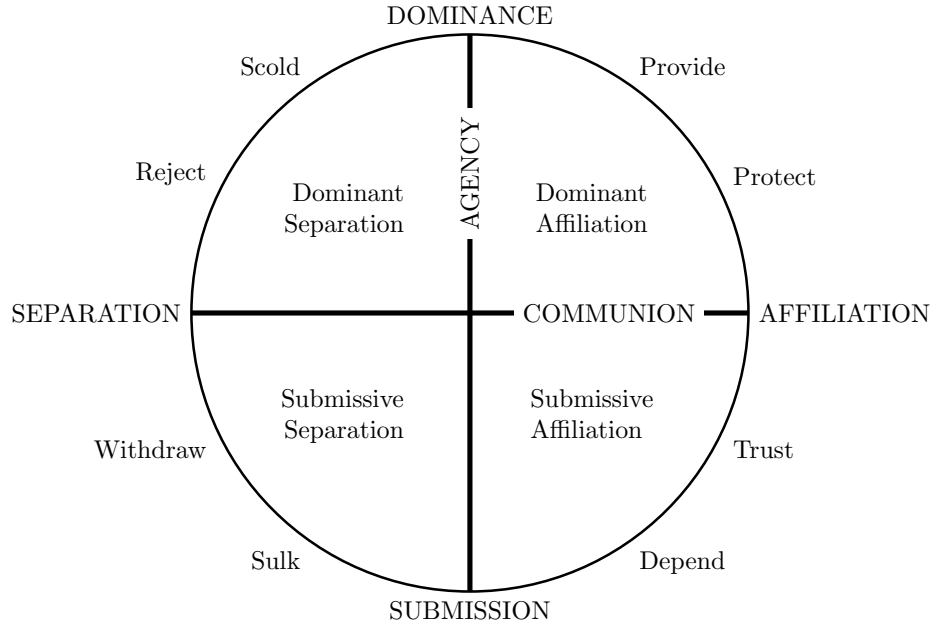 DOMINANCE
Scold
Provide
AGENCY
Reject
Protect
Dominant
Separation
Dominant
Affiliation
SEPARATION
COMMUNION
AFFILIATION
Submissive
Separation
Submissive
Affiliation
Withdraw
Trust
Sulk
Depend
SUBMISSION